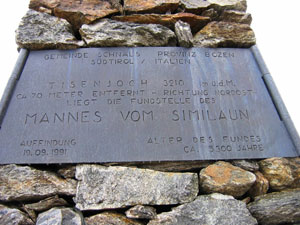 GEMEINDE SCHNALS PROVINZ BOZEN
SÜDTIROL / ITALIEN
TISENJOCH 3210 m.ü.d.M.
CA. 70 METER ENTFERNT - RICHTUNG NORDOST-
LIEGT DIE FUNDSTELLE DES
MANNES VOM SIMILAUN
AUFFINDUNG ALTER DES FUNDES
19.09.1991 CA. 5300 JAHRE